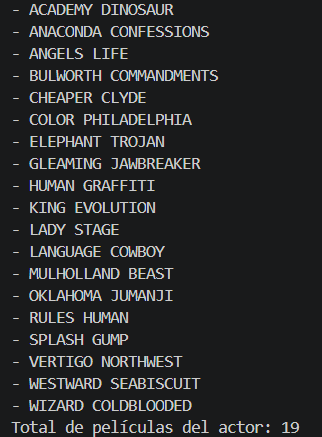 - ACADEMY DINOSAUR
- ANACONDA CONFESSIONS
- ANGELS LIFE
- BULWORTH COMMANDMENTS
- CHEAPER CLYDE
- COLOR PHILADELPHIA
- ELEPHANT TROJAN
- GLEAMING JAWBREAKER
- HUMAN GRAFFITI
- KING EVOLUTION
- LADY STAGE
- LANGUAGE COWBOY
- MULHOLLAND BEAST
- OKLAHOMA JUMANJI
- RULES HUMAN
- SPLASH GUMP
- VERTIGO NORTHWEST
- WESTWARD SEABISCUIT
- WIZARD COLDBLOODED
Total de películas del actor: 19